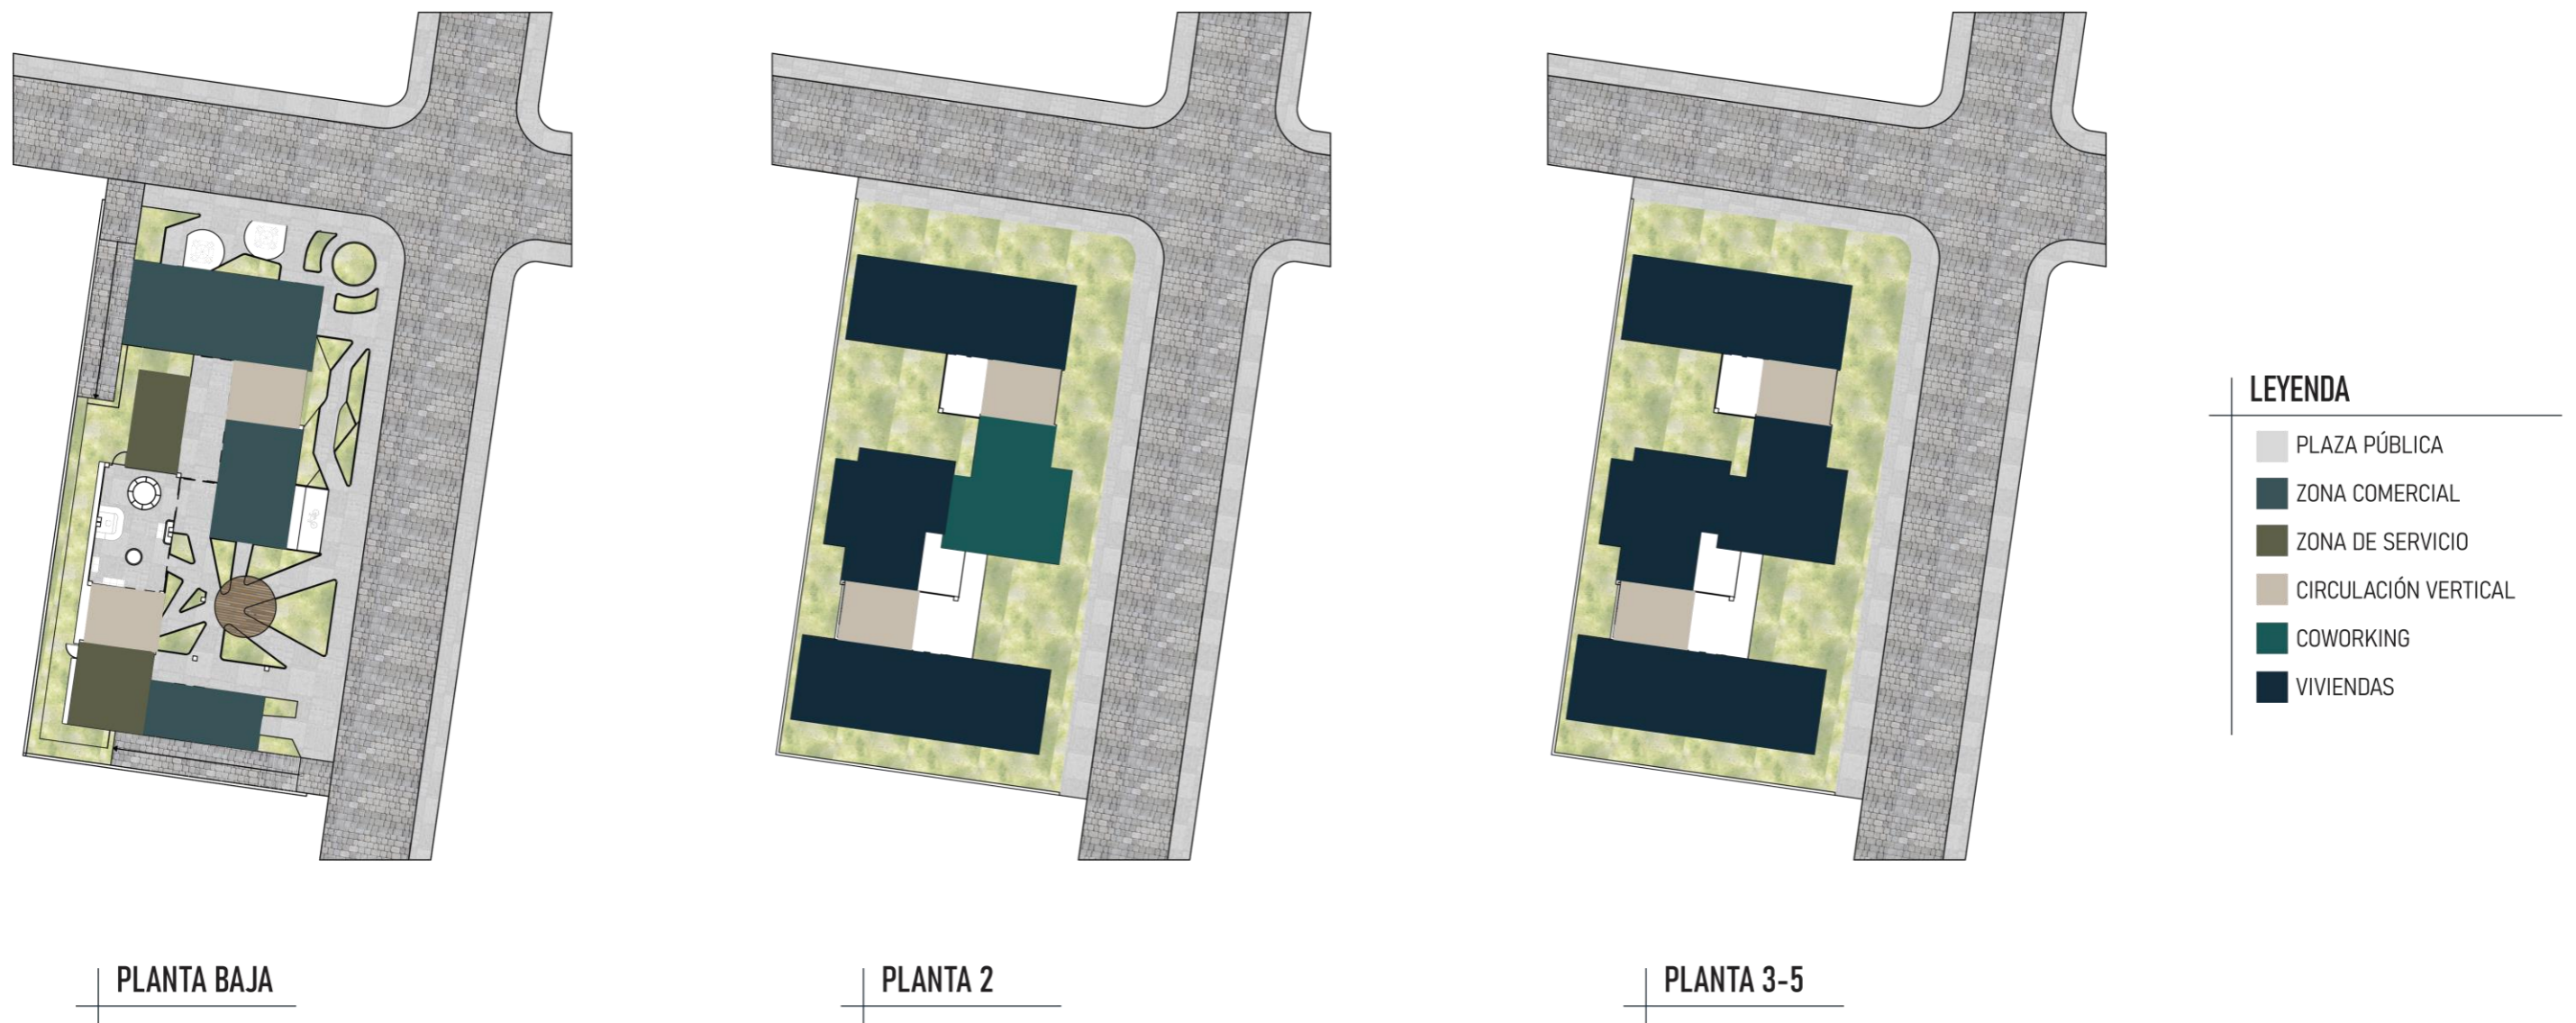 LEYENDA
PLAZA PÚBLICA
ZONA COMERCIAL
ZONA DE SERVICIO
CIRCULACIÓN VERTICAL
COWORKING
VIVIENDAS
PLANTA BAJA
PLANTA 2
PLANTA 3-5